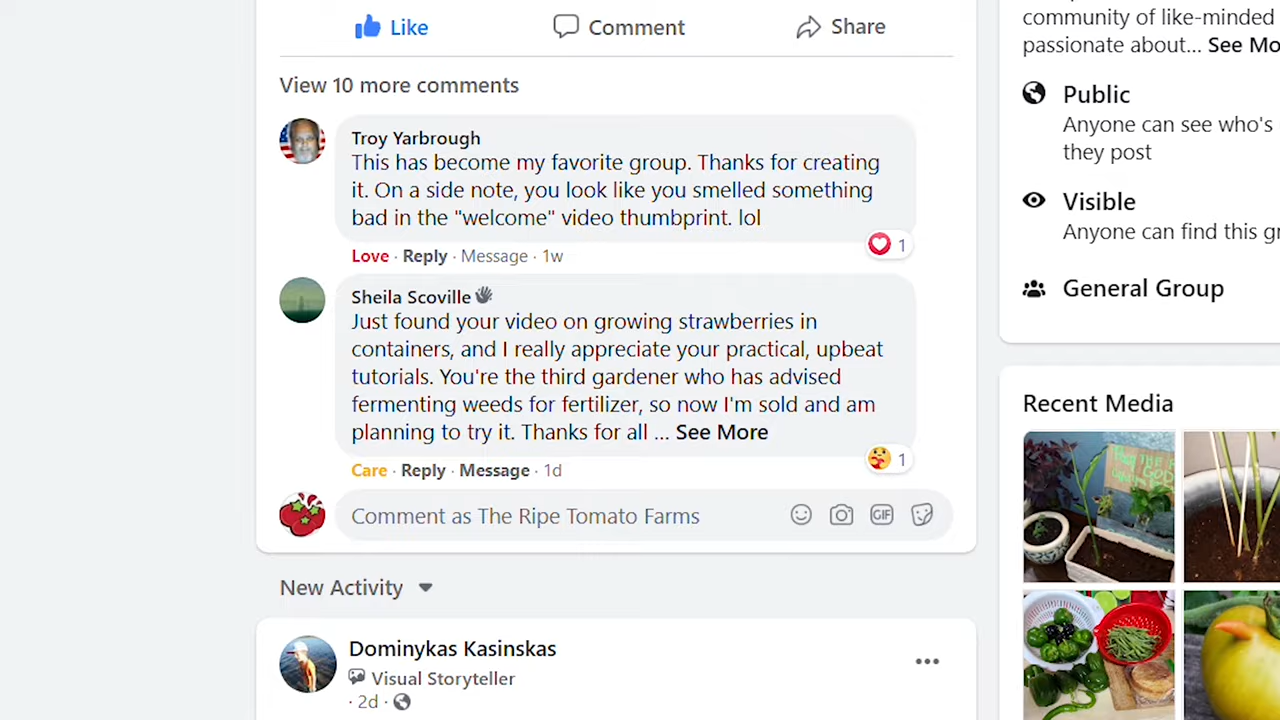 Like
Comment
Share
View 10 more comments
Troy Yarbrough
This has become my favorite group. Thanks for creating
it. On a side note, you look like you smelled something
bad in the "welcome" video thumbprint. lol
1
Love · Reply · Message · 1w
Sheila Scoville
Just found your video on growing strawberries in
containers, and I really appreciate your practical, upbeat
tutorials. You're the third gardener who has advised
fermenting weeds for fertilizer, so now I'm sold and am
planning to try it. Thanks for all ... See More
1
Care · Reply · Message · 1d
Comment as The Ripe Tomato Farms
GIF
New Activity
Dominykas Kasinskas
Visual Storyteller
· 2d ·
community of like-minded
passionate about... See Mo
Public
Anyone can see who's
they post
Visible
Anyone can find this gr
General Group
Recent Media